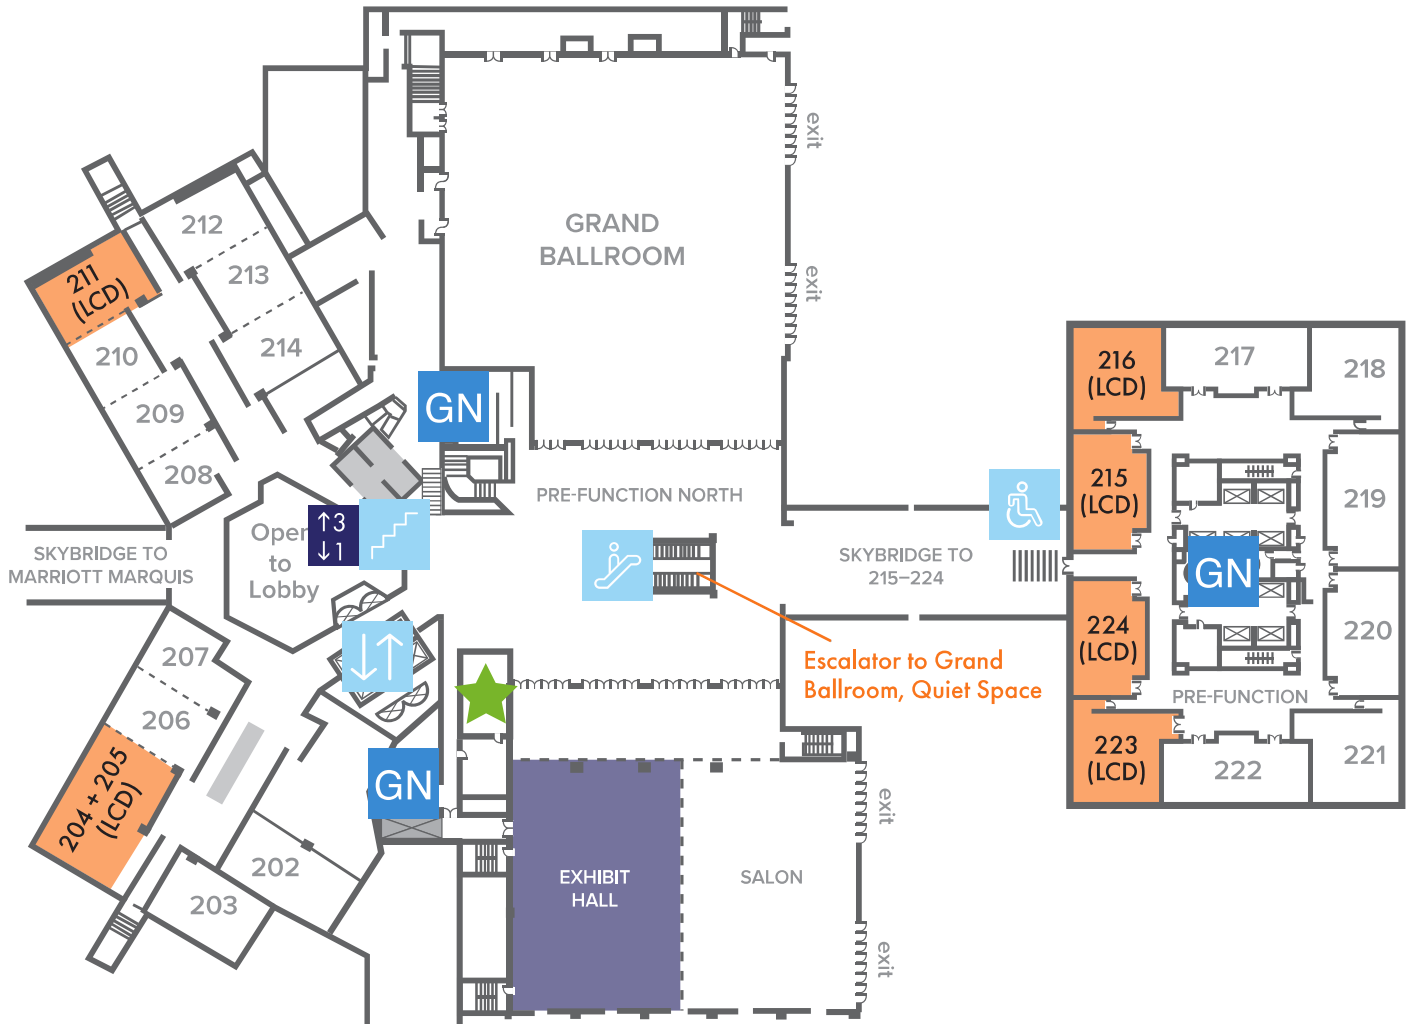 exit
212
GRAND
BALLROOM
213
211
(LCD)
exit
214
210
216
(LCD)
217
218
209
GN
208
215
(LCD)
219
PRE-FUNCTION NORTH
↑3
↓1
Open
to
Lobby
SKYBRIDGE TO
MARRIOTT MARQUIS
SKYBRIDGE TO
215–224
GN
224
(LCD)
220
207
Escalator to Grand
Ballroom, Quiet Space
PRE-FUNCTION
206
223
(LCD)
222
221
204 + 205
(LCD)
GN
exit
202
EXHIBIT
HALL
SALON
203
exit